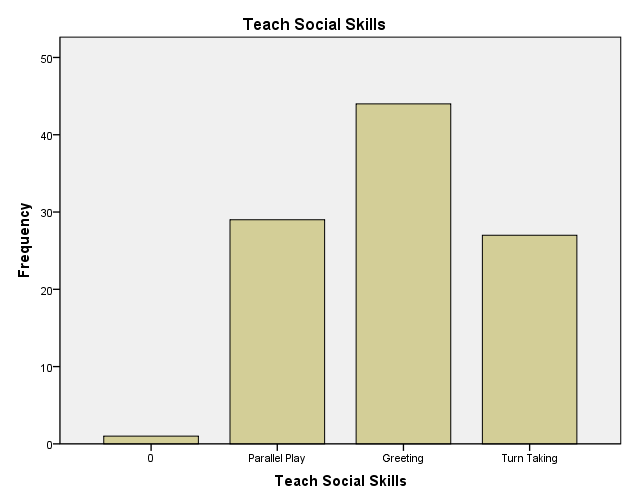 Teach Social Skills
50
40
30
20
10
0
Frequency
0 Parallel Play Greeting Turn Taking
Teach Social Skills